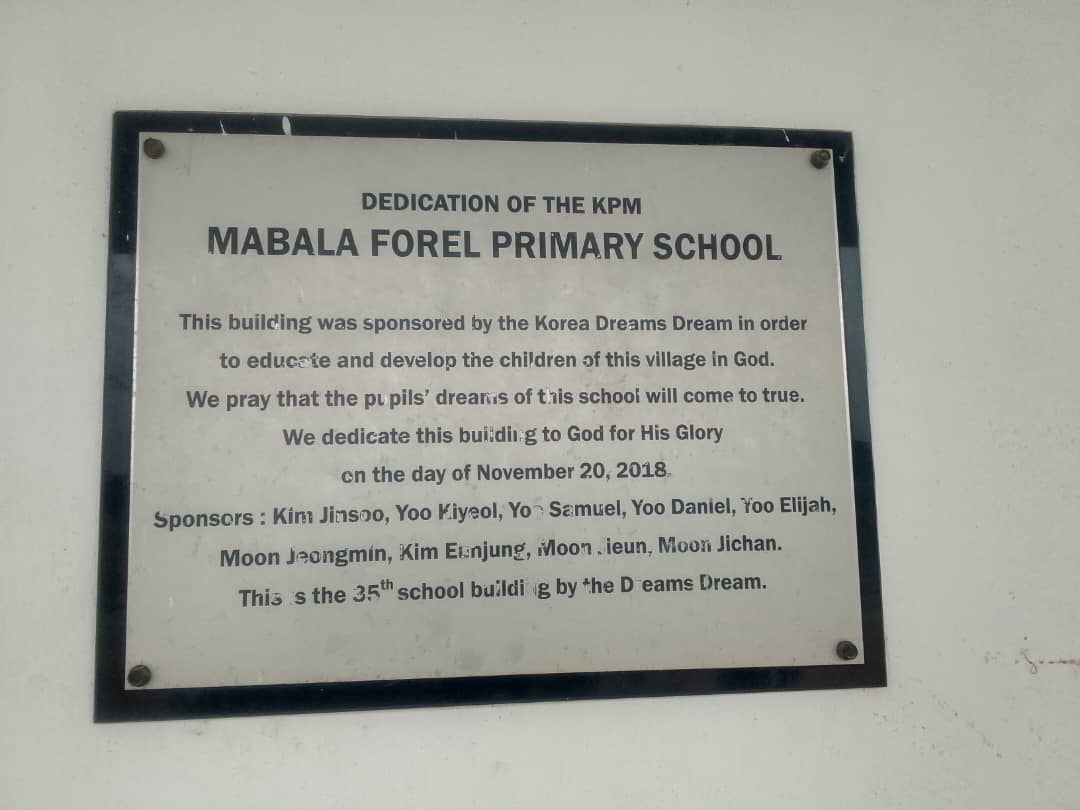 DEDICATION OF THE KPM
MABALA FOREL PRIMARY SCHOOL
This building was sponsored by the Korea Dreams Dream in order
to educate and develop the children of this village in God.
We pray that the pupils' dreams of this school will come to true.
We dedicate this building to God for His Glory
on the day of November 20, 2018.
Sponsors : Kim Jinsoo, Yoo Kiyeol, Yoo Samuel, Yoo Daniel, Yoo Elijah,
Moon Jeongmin, Kim Eunjung, Moon Jieun, Moon Jichan.
This is the 35th school building by the Dreams Dream.